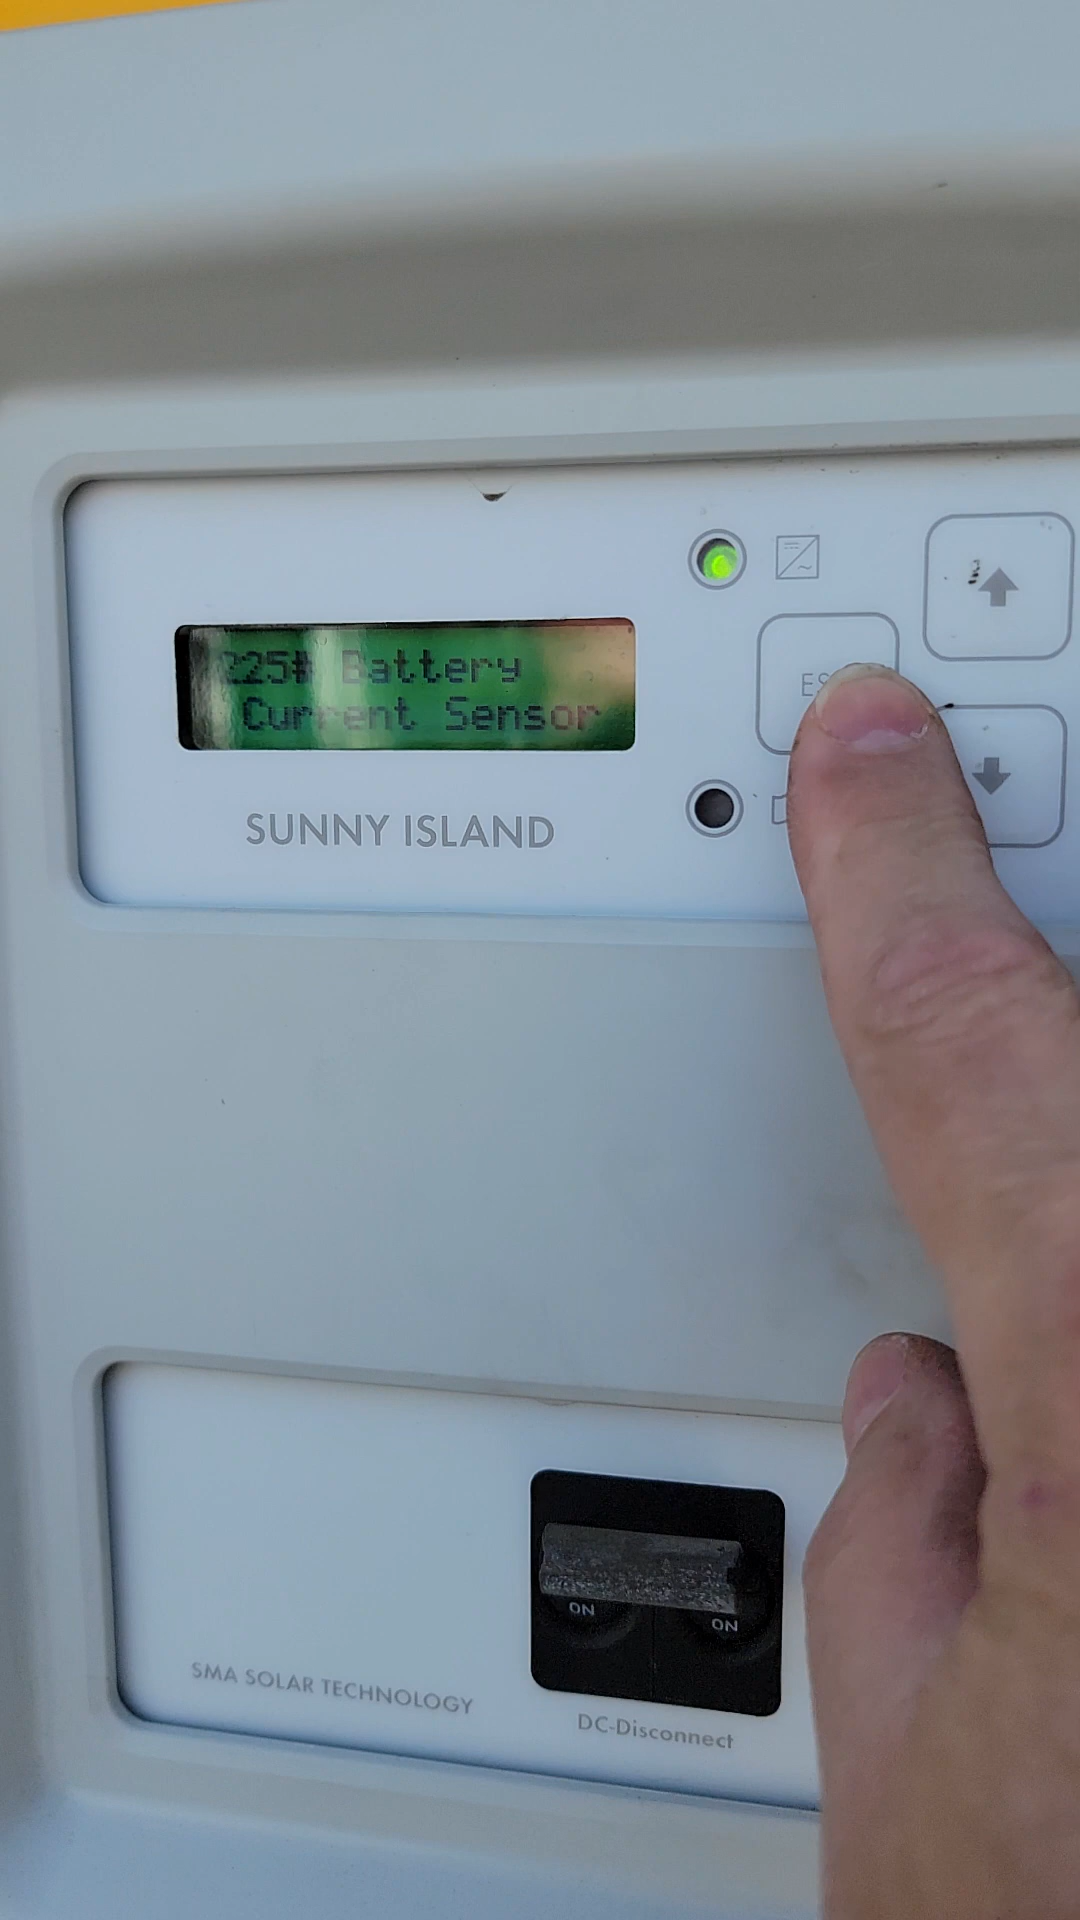 225# Battery
Current Sensor
SUNNY ISLAND
ON
ON
SMA SOLAR TECHNOLOGY
DC-Disconnect